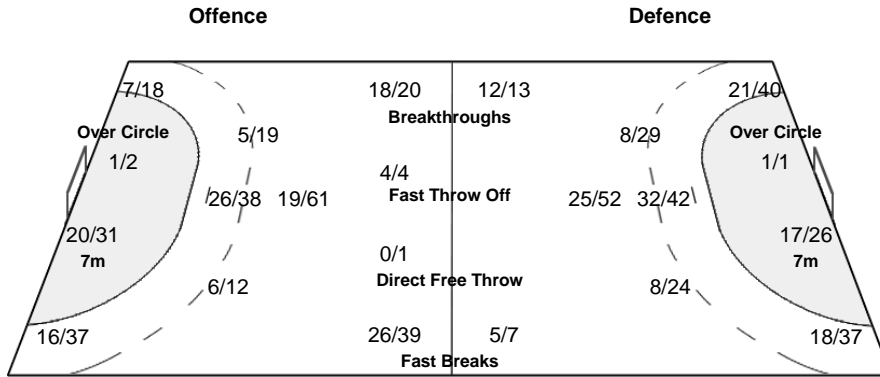 Offence Defence
7/18 18/20 12/13 21/40
Breakthroughs
Over Circle 5/19 8/29 Over Circle
1/2 1/1
4/4
26/38 19/61 Fast Throw Off 25/52 32/42
20/31 17/26
7m 0/1 7m
Direct Free Throw
6/12 8/24
16/37 26/39 5/7 18/37
Fast Breaks